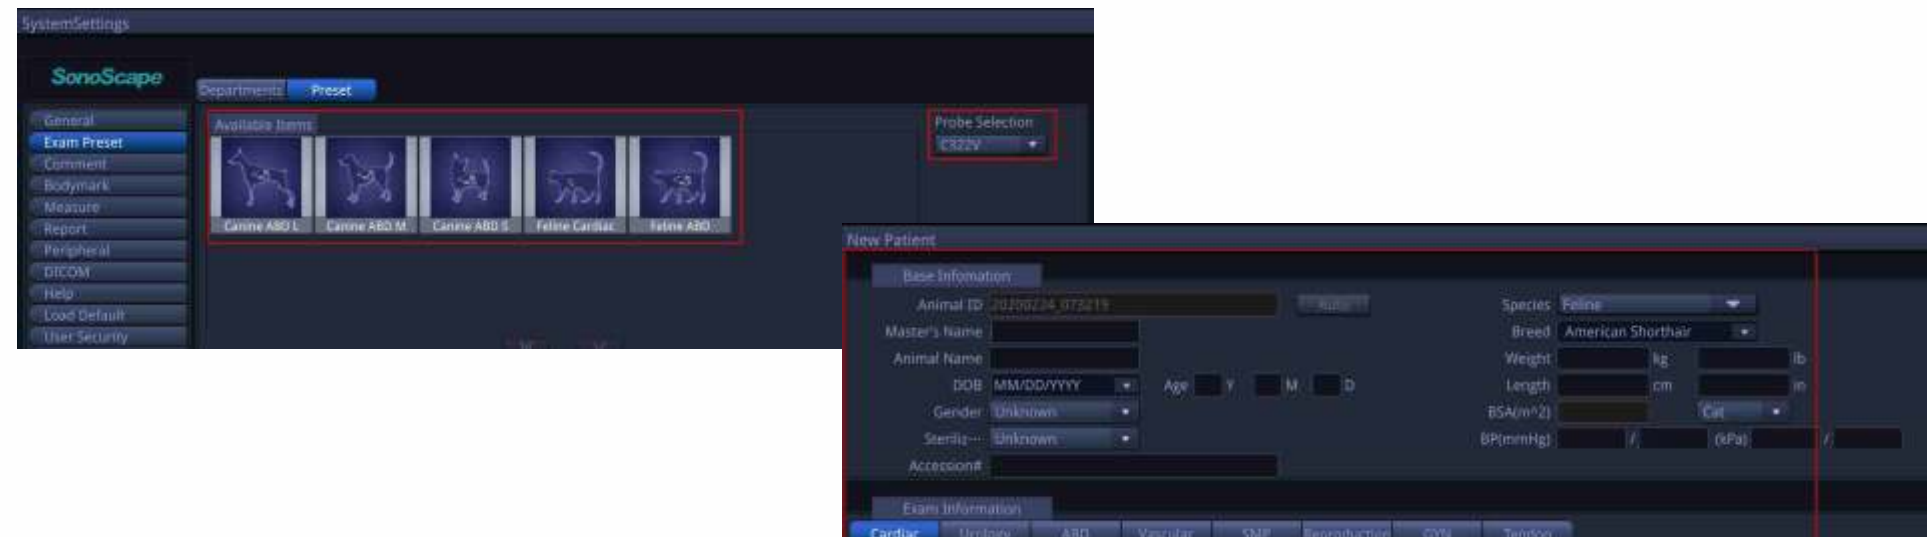 SystemSettings
SonoScape
Departments Preset
General
Exam Preset
Comment
Bodymark
Measure
Report
Peripheral
DICOM
Help
Load Default
User Security
Available Items
Canine ABD L Canine ABD M Canine ABD S Feline Cardiac Feline ABD
Probe Selection
C322V
New Patient
Base Infomation
Animal ID 20200224_073219 Auto Species Feline
Master's Name Breed American Shorthair
Animal Name Weight kg lb
DOB MM/DD/YYYY Age Y M D Length cm in
Gender Unknown BSA(m^2) Cat
Steriliz··· Unknown BP(mmHg) / (kPa) /
Accession#
Exam Information
Cardiac Urology ABD Vascular SMP Reproduction GYN Tendon